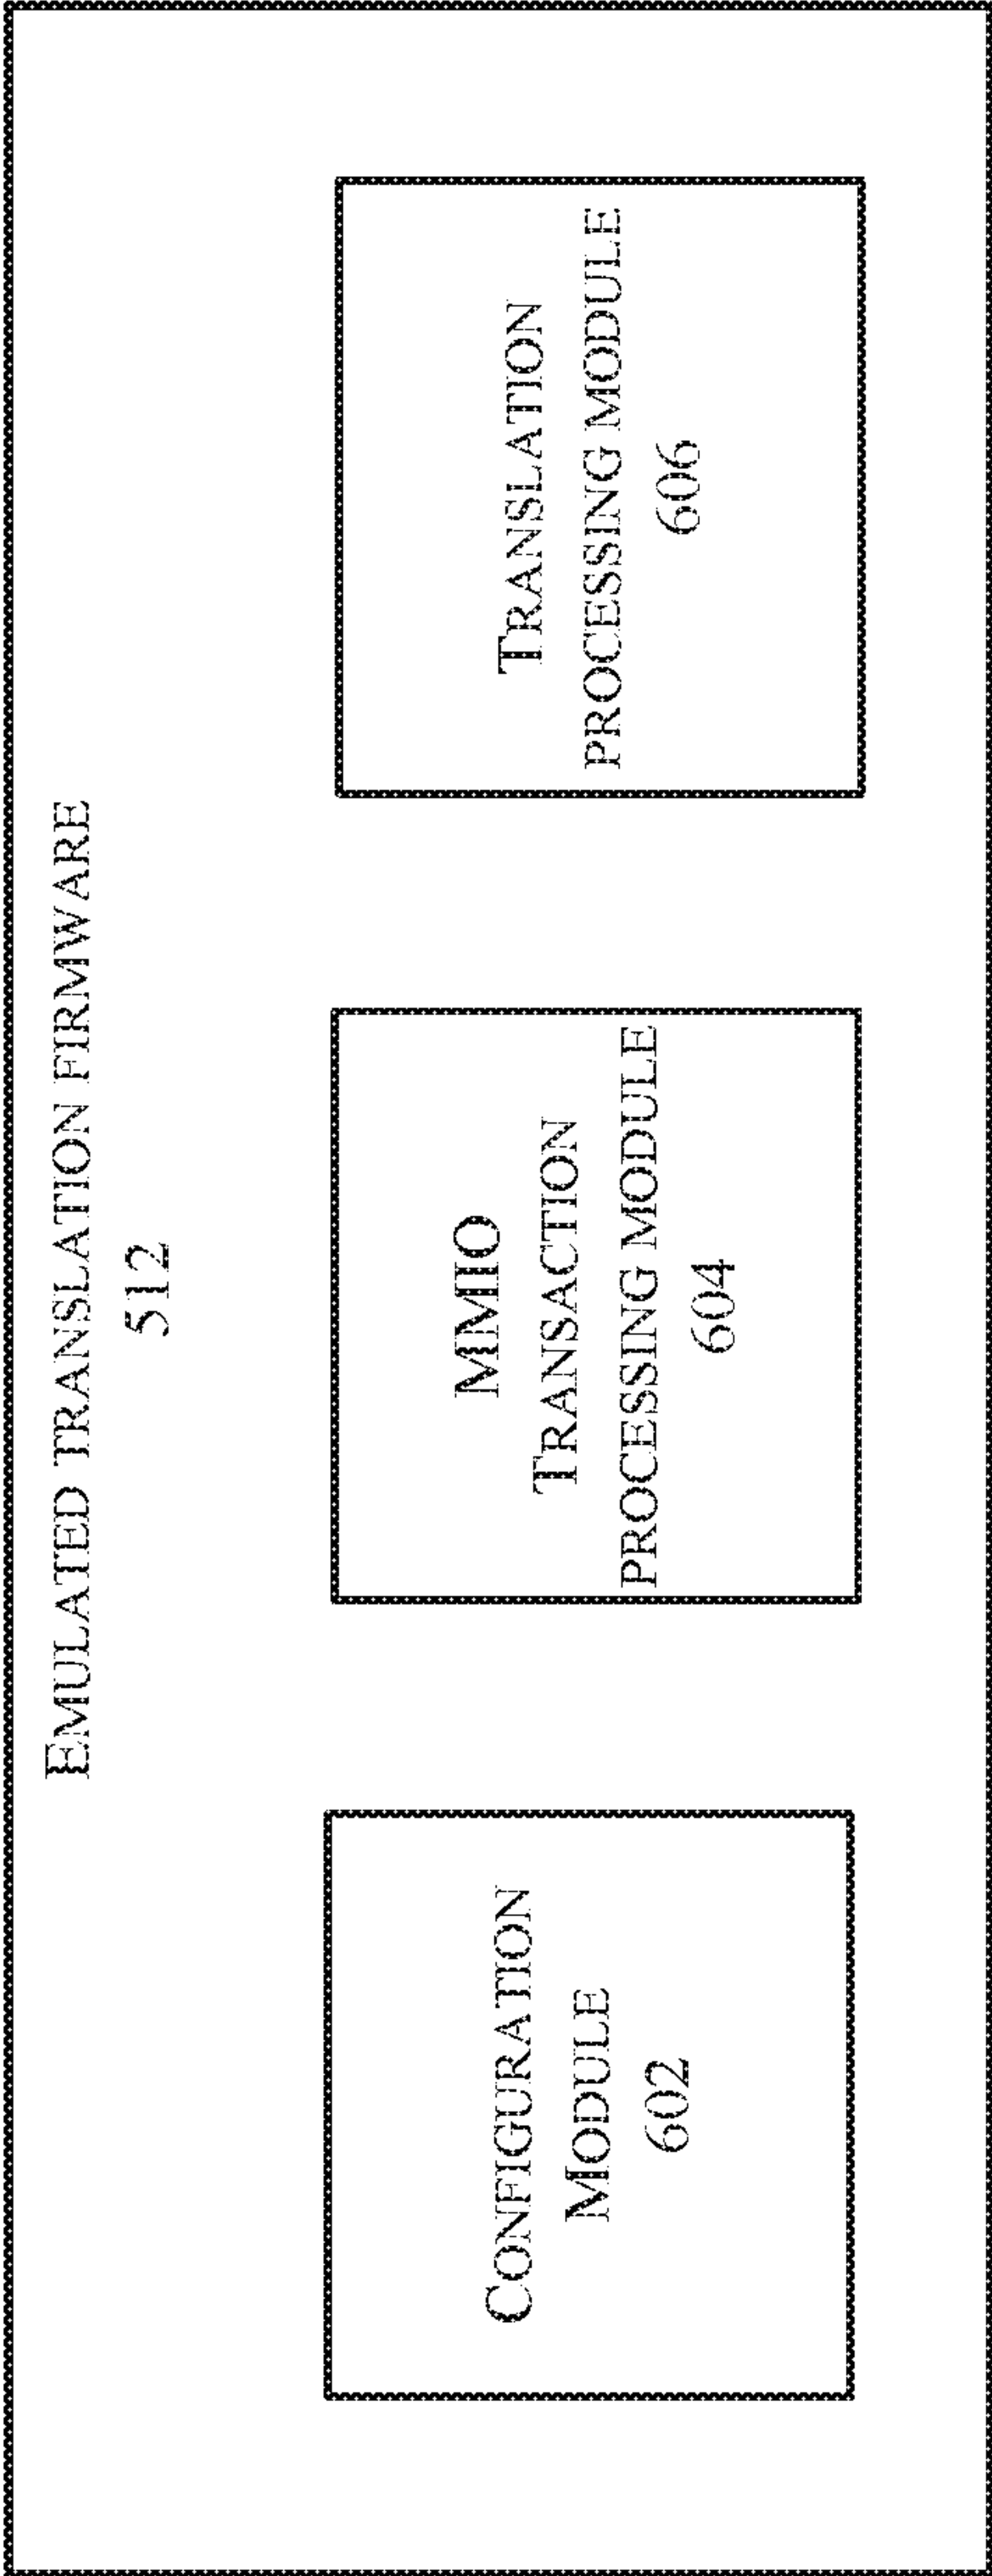 EMULATED TRANSLATION FIRMWARE
512
CONFIGURATION
MODULE
602
MMIO
TRANSACTION
PROCESSING MODULE
604
TRANSLATION
PROCESSING MODULE
606